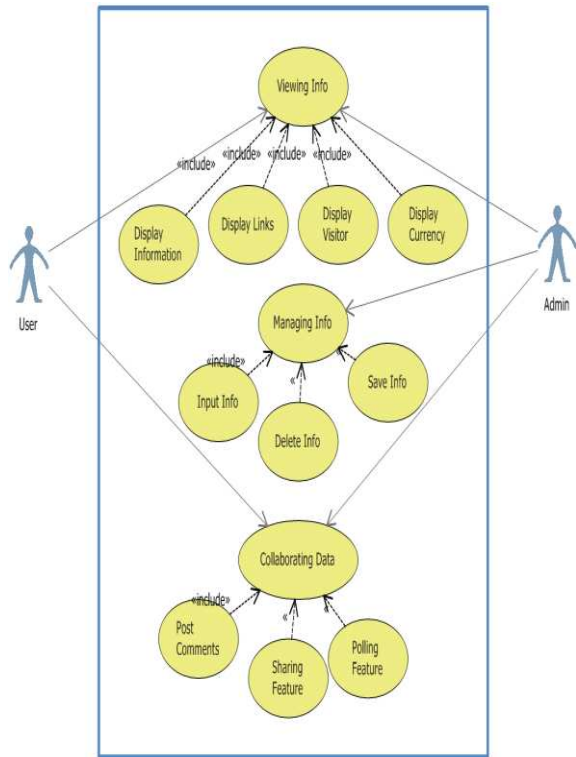 Viewing Info
«include»
«include»
«include»
«include»
Display
Information
Display Links
Display
Visitor
Display
Currency
User
Admin
Managing Info
«include»
«
«
Input Info
Save Info
Delete Info
Collaborating Data
«include»
«
«
Post
Comments
Sharing
Feature
Polling
Feature